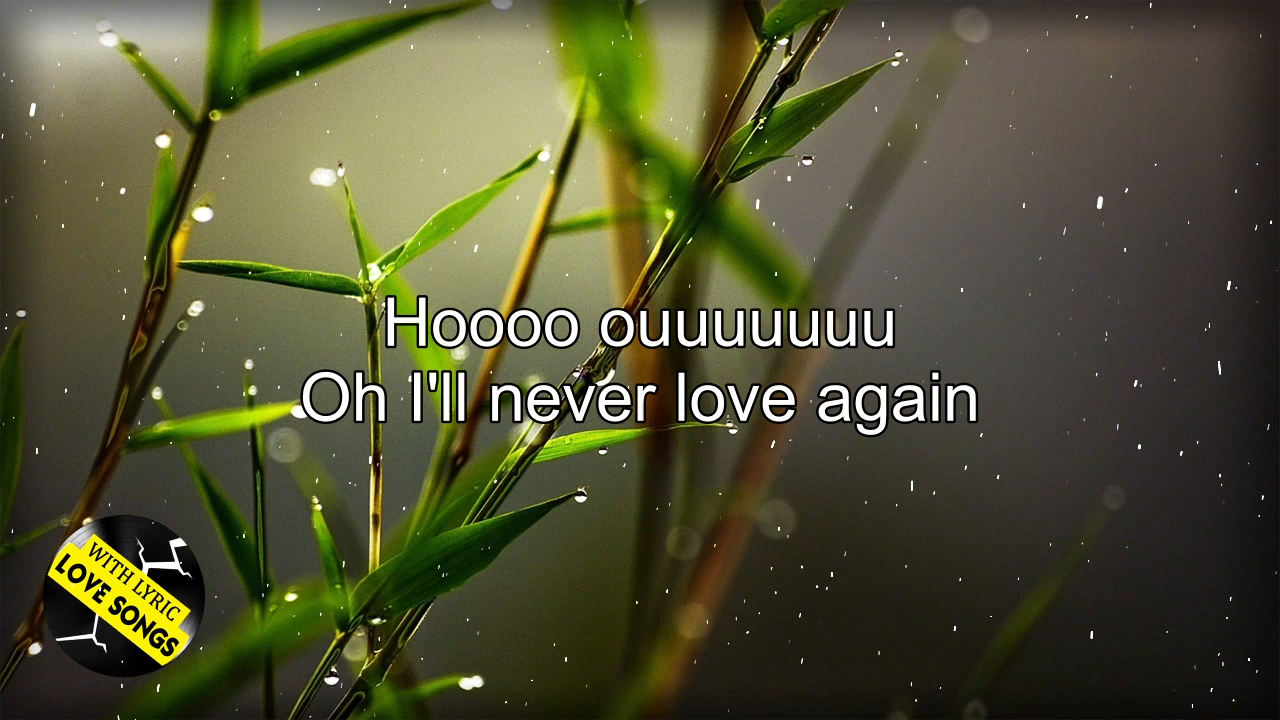 Hoooo ouuuuuuu
Oh I'll never love again
WITH LYRIC
LOVE SONGS